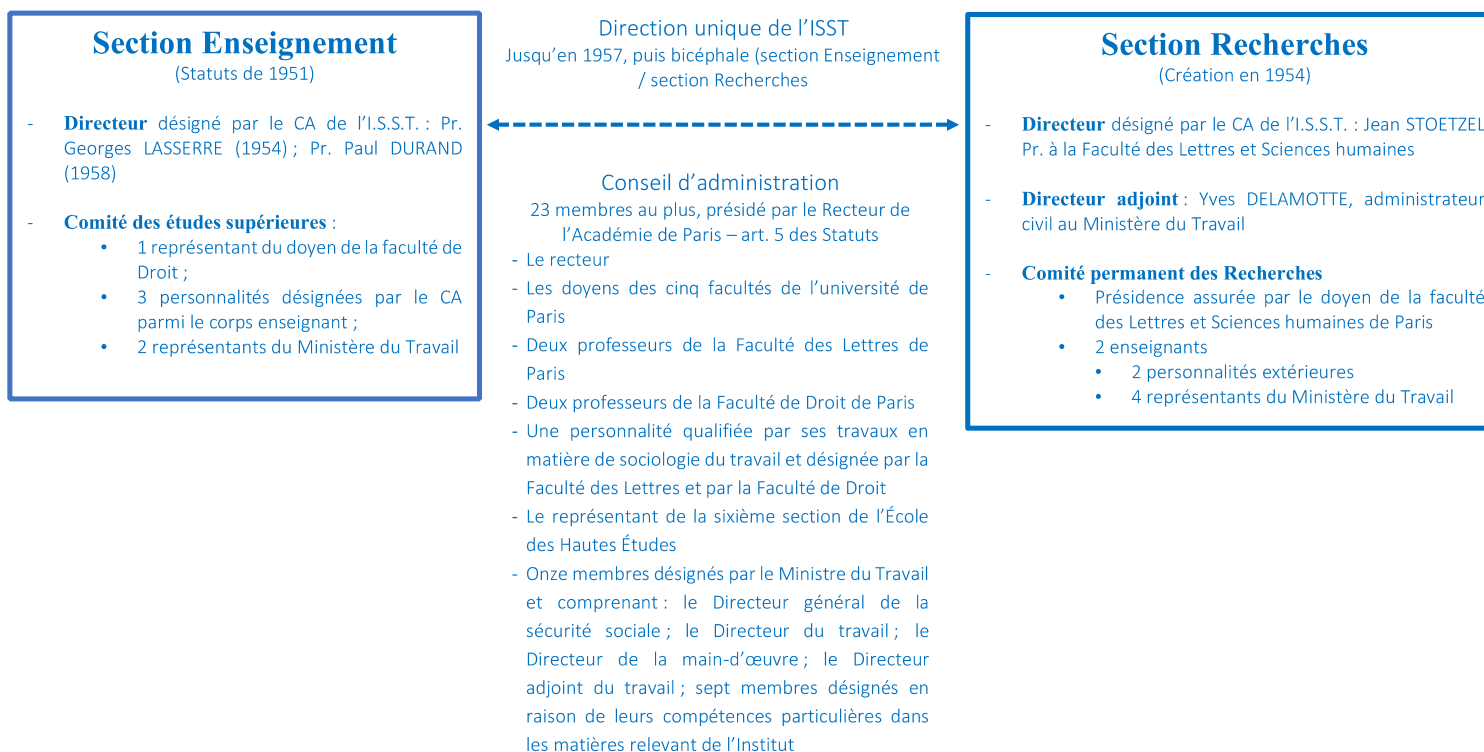 Section Enseignement
(Statuts de 1951)
- Directeur désigné par le CA de l'I.S.S.T. : Pr.
Georges LASSERRE (1954) ; Pr. Paul DURAND
(1958)
- Comité des études supérieures :
• 1 représentant du doyen de la faculté de
Droit ;
• 3 personnalités désignées par le CA
parmi le corps enseignant ;
• 2 représentants du Ministère du Travail
Direction unique de l’ISST
Jusqu’en 1957, puis bicéphale (section Enseignement
/ section Recherches
Conseil d’administration
23 membres au plus, présidé par le Recteur de
l’Académie de Paris – art. 5 des Statuts
- Le recteur
- Les doyens des cinq facultés de l’université de
Paris
- Deux professeurs de la Faculté des Lettres de
Paris
- Deux professeurs de la Faculté de Droit de Paris
- Une personnalité qualifiée par ses travaux en
matière de sociologie du travail et désignée par la
Faculté des Lettres et par la Faculté de Droit
- Le représentant de la sixième section de l’École
des Hautes Études
- Onze membres désignés par le Ministre du Travail
et comprenant : le Directeur général de la
sécurité sociale ; le Directeur du travail ; le
Directeur de la main-d’œuvre ; le Directeur
adjoint du travail ; sept membres désignés en
raison de leurs compétences particulières dans
les matières relevant de l’Institut
Section Recherches
(Création en 1954)
- Directeur désigné par le CA de l’I.S.S.T. : Jean STOETZEL
Pr. à la Faculté des Lettres et Sciences humaines
- Directeur adjoint : Yves DELAMOTTE, administrateur
civil au Ministère du Travail
- Comité permanent des Recherches
• Présidence assurée par le doyen de la faculté
des Lettres et Sciences humaines de Paris
• 2 enseignants
• 2 personnalités extérieures
• 4 représentants du Ministère du Travail